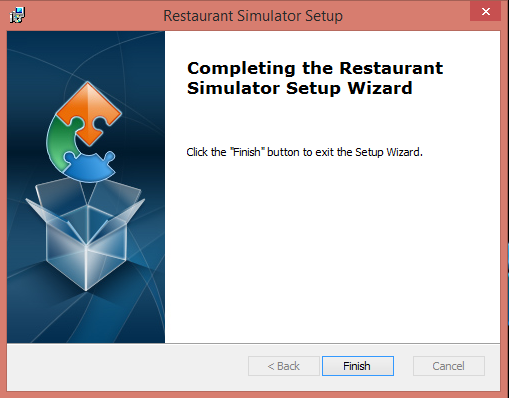 Restaurant Simulator Setup
Completing the Restaurant
Simulator Setup Wizard
Click the "Finish" button to exit the Setup Wizard.
< Back
Finish
Cancel